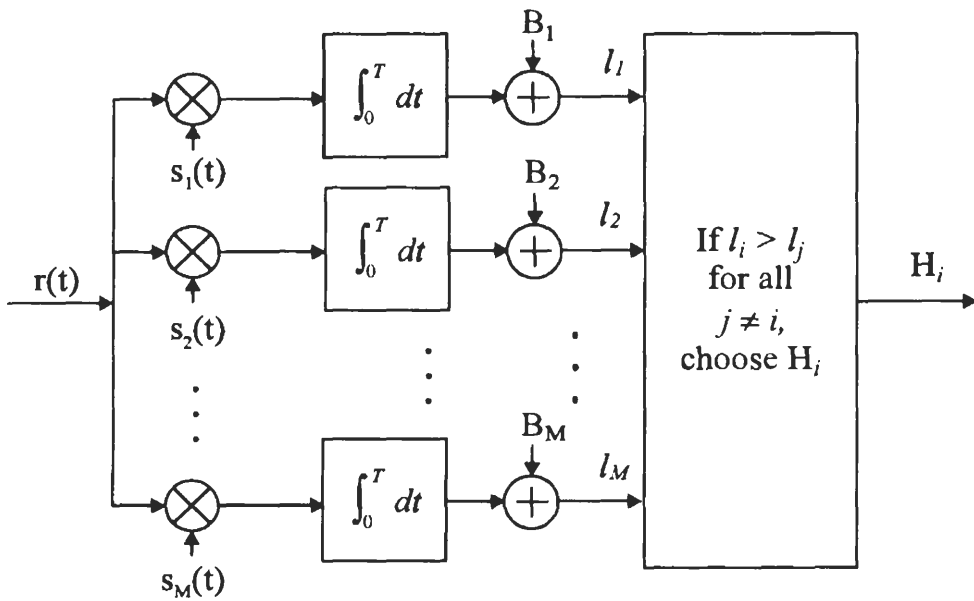 B₁
l₁
∫₀ᵀ dt
s₁(t)
B₂
l₂
∫₀ᵀ dt
r(t)
s₂(t)
If lᵢ > lⱼ
for all
j ≠ i,
choose Hᵢ
Hᵢ
B_M
l_M
∫₀ᵀ dt
s_M(t)